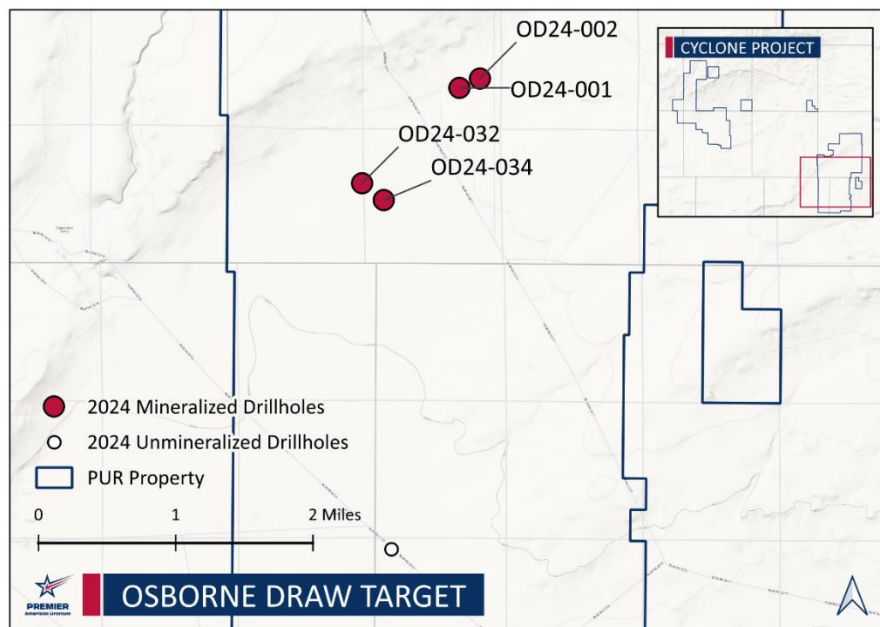 OD24-002
OD24-001
CYCLONE PROJECT
OD24-032
OD24-034
2024 Mineralized Drillholes
2024 Unmineralized Drillholes
PUR Property
0 1 2 Miles
PREMIER
American Uranium
OSBORNE DRAW TARGET